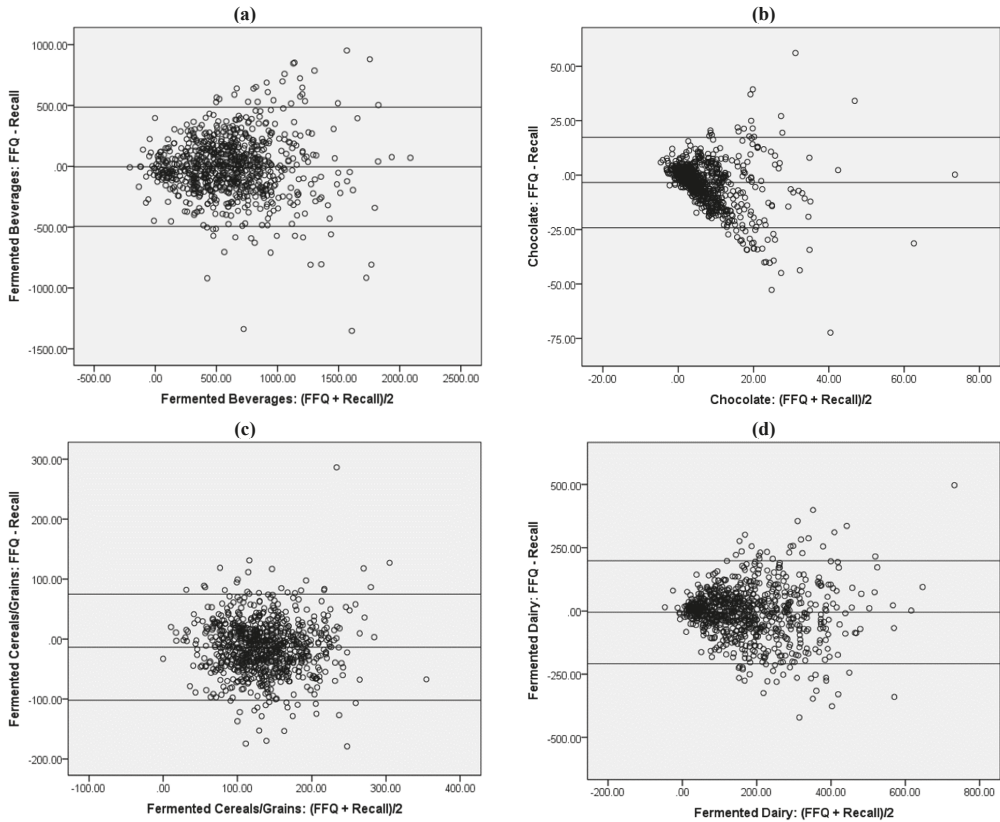 (a)
1000.00
500.00
.00
-500.00
-1000.00
-1500.00
Fermented Beverages: FFQ - Recall
-500.00 .00 500.00 1000.00 1500.00 2000.00 2500.00
Fermented Beverages: (FFQ + Recall)/2
(b)
50.00
25.00
.00
-25.00
-50.00
-75.00
Chocolate: FFQ - Recall
-20.00 .00 20.00 40.00 60.00 80.00
Chocolate: (FFQ + Recall)/2
(c)
300.00
200.00
100.00
.00
-100.00
-200.00
Fermented Cereals/Grains: FFQ - Recall
-100.00 .00 100.00 200.00 300.00 400.00
Fermented Cereals/Grains: (FFQ + Recall)/2
(d)
500.00
250.00
.00
-250.00
-500.00
Fermented Dairy: FFQ - Recall
-200.00 .00 200.00 400.00 600.00 800.00
Fermented Dairy: (FFQ + Recall)/2